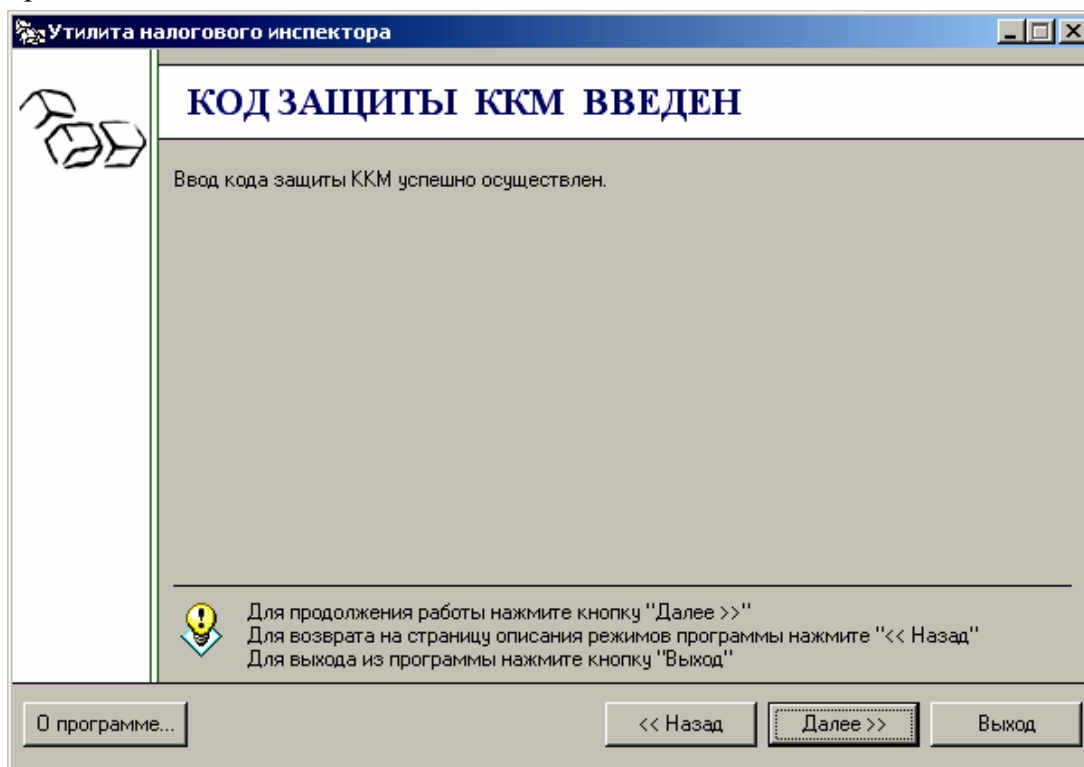 Утилита налогового инспектора
КОД ЗАЩИТЫ ККМ ВВЕДЕН
Ввод кода защиты ККМ успешно осуществлен.
Для продолжения работы нажмите кнопку "Далее >>"
Для возврата на страницу описания режимов программы нажмите "<< Назад"
Для выхода из программы нажмите кнопку "Выход"
О программе... << Назад Далее >> Выход